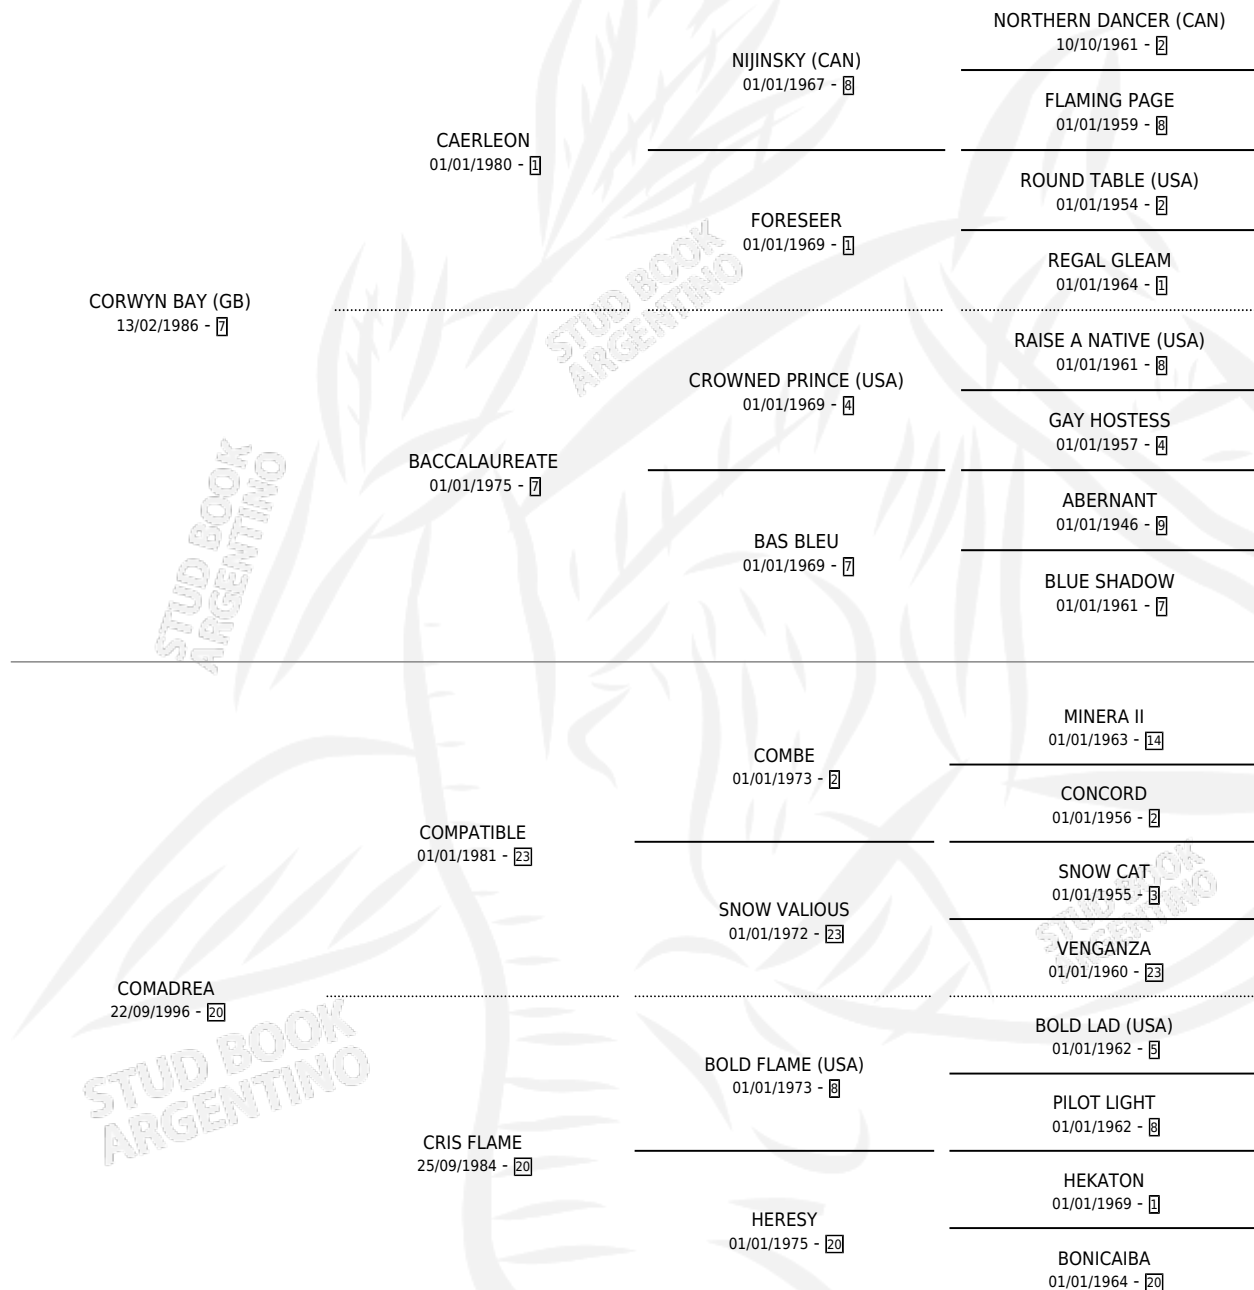 NORTHERN DANCER (CAN)
10/10/1961 - 2
NIJINSKY (CAN)
01/01/1967 - 8
FLAMING PAGE
01/01/1959 - 8
CAERLEON
01/01/1980 - 1
ROUND TABLE (USA)
01/01/1954 - 2
FORESEER
01/01/1969 - 1
REGAL GLEAM
01/01/1964 - 1
CORWYN BAY (GB)
13/02/1986 - 7
RAISE A NATIVE (USA)
01/01/1961 - 8
CROWNED PRINCE (USA)
01/01/1969 - 4
GAY HOSTESS
01/01/1957 - 4
BACCALAUREATE
01/01/1975 - 7
ABERNANT
01/01/1946 - 9
BAS BLEU
01/01/1969 - 7
BLUE SHADOW
01/01/1961 - 7
MINERA II
01/01/1963 - 14
COMBE
01/01/1973 - 2
CONCORD
01/01/1956 - 2
COMPATIBLE
01/01/1981 - 23
SNOW CAT
01/01/1955 - 3
SNOW VALIOUS
01/01/1972 - 23
VENGANZA
01/01/1960 - 23
COMADREA
22/09/1996 - 20
BOLD LAD (USA)
01/01/1962 - 5
BOLD FLAME (USA)
01/01/1973 - 8
PILOT LIGHT
01/01/1962 - 8
CRIS FLAME
25/09/1984 - 20
HEKATON
01/01/1969 - 1
HERESY
01/01/1975 - 20
BONICAIBA
01/01/1964 - 20
STUD BOOK
ARGENTINO
STUD BOOK
ARGENTINO
STUD BOOK
ARGENTINO
STUD BOOK
ARGENTINO